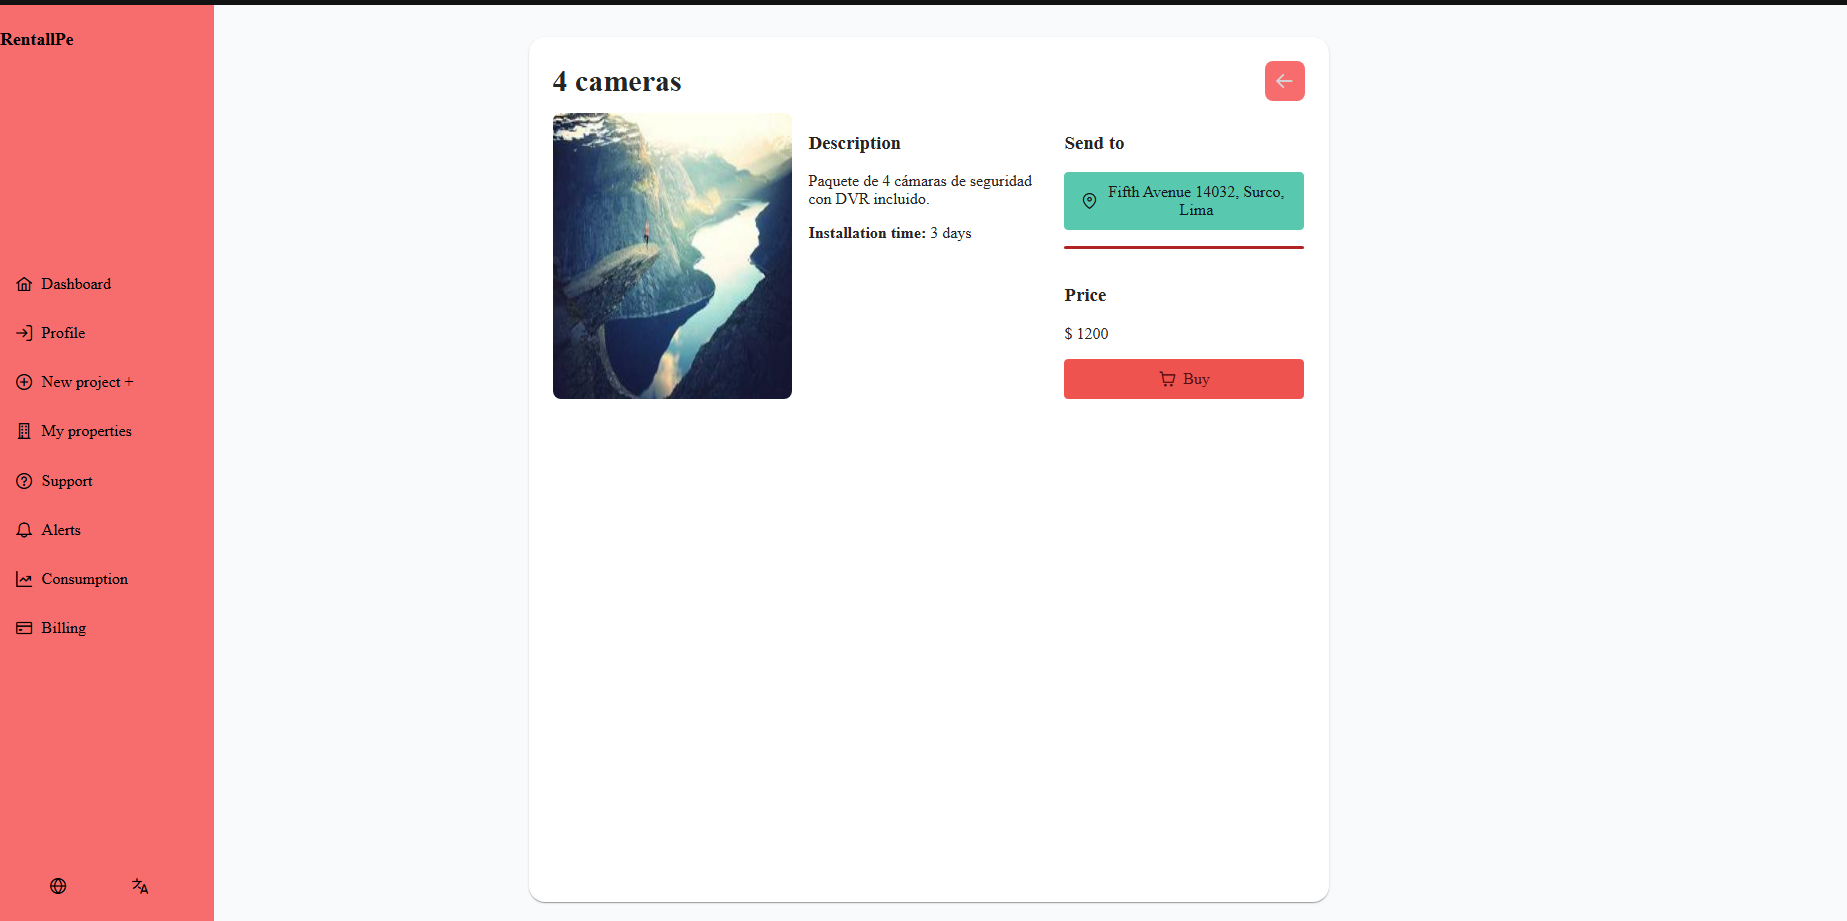 RentallPe
Dashboard
Profile
New project +
My properties
Support
Alerts
Consumption
Billing
4 cameras
Description
Paquete de 4 cámaras de seguridad
con DVR incluido.
Installation time: 3 days
Send to
Fifth Avenue 14032, Surco,
Lima
Price
$ 1200
Buy